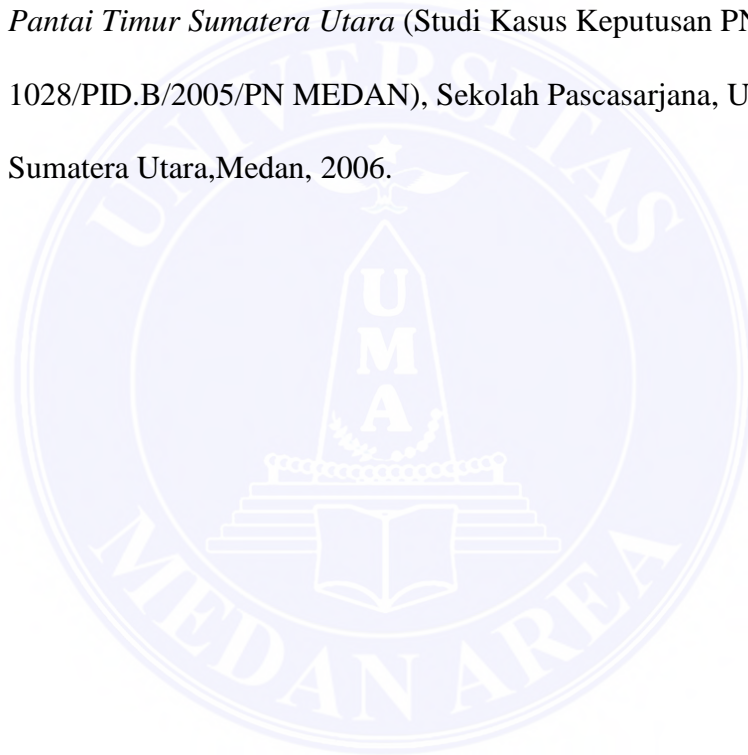 Pantai Timur Sumatera Utara (Studi Kasus Keputusan PN
1028/PID.B/2005/PN MEDAN), Sekolah Pascasarjana, U
Sumatera Utara,Medan, 2006.
UNIVERSITAS
U
M
A
MEDAN AREA